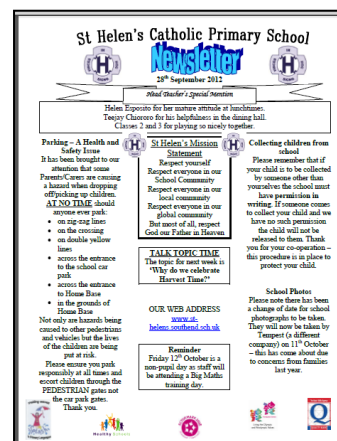 St Helen's Catholic Primary School
Newsletter
28th September 2012
Head Teacher's Special Mention
Helen Esposito for her mature attitude at lunchtimes.
Teejay Chiororo for his helpfulness in the dining hall.
Classes 2 and 3 for playing so nicely together.
Parking – A Health and
Safety Issue
It has been brought to our
attention that some
Parents/Carers are causing
a hazard when dropping
off/picking up children.
AT NO TIME should
anyone ever park:
• on zig-zag lines
• on the crossing
• on double yellow
lines
• across the entrance
to the school car
park
• across the entrance
to Home Base
• in the grounds of
Home Base
Not only are hazards being
caused to other pedestrians
and vehicles but the lives
of the children are being
put at risk.
Please ensure you park
responsibly at all times and
escort children through the
PEDESTRIAN gates not
the car park gates.
Thank you.
St Helen's Mission
Statement
Respect yourself
Respect everyone in our
School Community
Respect everyone in our
local community
Respect everyone in our
global community
But most of all, respect
God our Father in Heaven
TALK TOPIC TIME
The topic for next week is
'Why do we celebrate
Harvest Time?'
OUR WEB ADDRESS
www.st-
helens.southend.sch.uk
Reminder
Friday 12th October is a
non-pupil day as staff will
be attending a Big Maths
training day.
Collecting children from
school
Please remember that if
your child is to be collected
by someone other than
yourselves the school must
have permission in
writing. If someone comes
to collect your child and we
have no such permission
the child will not be
released to them. Thank
you for your co-operation –
this procedure is in place to
protect your child.
School Photos
Please note there has been
a change of date for school
photographs to be taken.
They will now be taken by
Tempest (a different
company) on 11th October
– this has come about due
to concerns from families
last year.
Healthy Schools